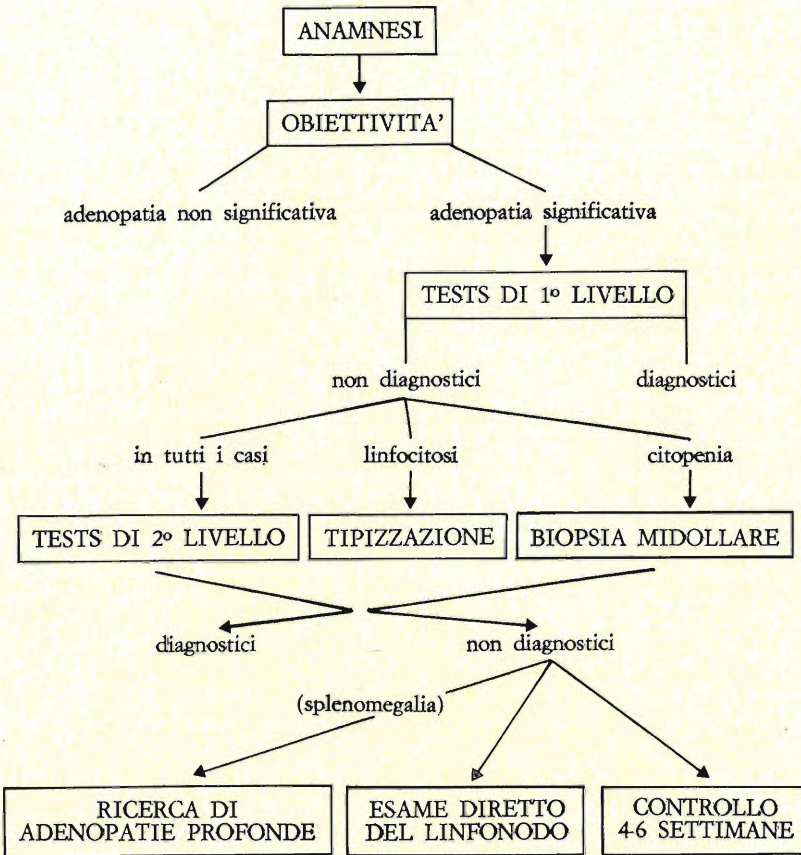 ANAMNESI
OBIETTIVITA'
adenopatia non significativa
adenopatia significativa
TESTS DI 1º LIVELLO
non diagnostici
diagnostici
in tutti i casi
linfocitosi
citopenia
TESTS DI 2º LIVELLO
TIPIZZAZIONE
BIOPSIA MIDOLLARE
diagnostici
non diagnostici
(splenomegalia)
RICERCA DI
ADENOPATIE PROFONDE
ESAME DIRETTO
DEL LINFONODO
CONTROLLO
4-6 SETTIMANE